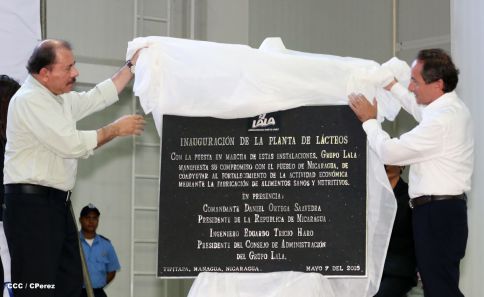 LALA
INAUGURACIÓN DE LA PLANTA DE LÁCTEOS
CON LA PUESTA EN MARCHA DE ESTAS INSTALACIONES, GRUPO LALA
MANIFIESTA SU COMPROMISO CON EL PUEBLO DE NICARAGUA, DE
COADYUVAR AL FORTALECIMIENTO DE LA ACTIVIDAD ECONÓMICA
MEDIANTE LA FABRICACIÓN DE ALIMENTOS SANOS Y NUTRITIVOS.
EN PRESENCIA:
COMANDANTE DANIEL ORTEGA SAAVEDRA
PRESIDENTE DE LA REPUBLICA DE NICARAGUA
INGENIERO EDUARDO TRICIO HARO
PRESIDENTE DEL CONSEJO DE ADMINISTRACIÓN
DEL GRUPO LALA.
TIPITAPA, MANAGUA, NICARAGUA. MAYO 7 DEL 2015
CCC / CPerez